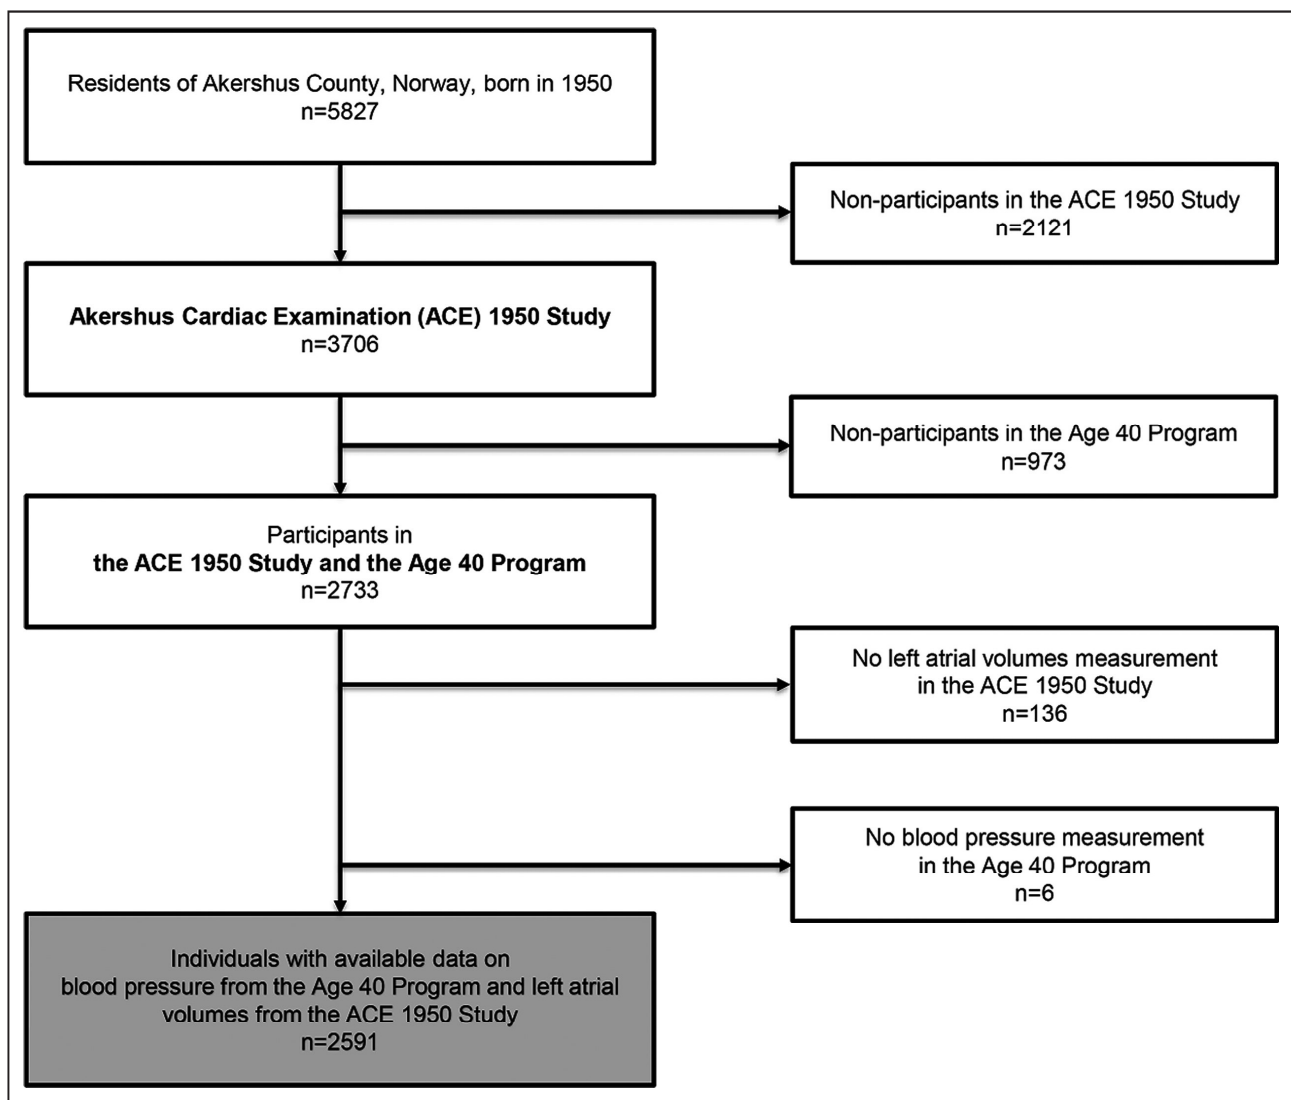 Residents of Akershus County, Norway, born in 1950
n=5827
Non-participants in the ACE 1950 Study
n=2121
Akershus Cardiac Examination (ACE) 1950 Study
n=3706
Non-participants in the Age 40 Program
n=973
Participants in
the ACE 1950 Study and the Age 40 Program
n=2733
No left atrial volumes measurement
in the ACE 1950 Study
n=136
No blood pressure measurement
in the Age 40 Program
n=6
Individuals with available data on
blood pressure from the Age 40 Program and left atrial
volumes from the ACE 1950 Study
n=2591